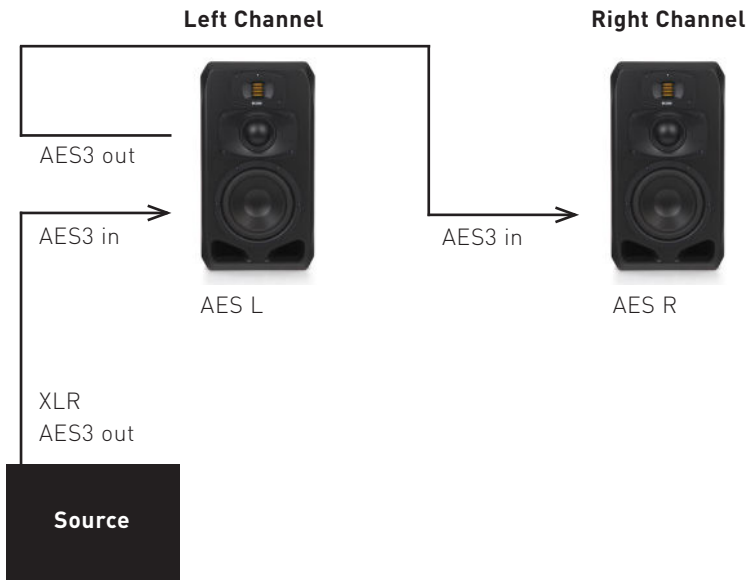 Left Channel
Right Channel
AES3 out
AES3 in
AES3 in
AES L
AES R
XLR
AES3 out
Source